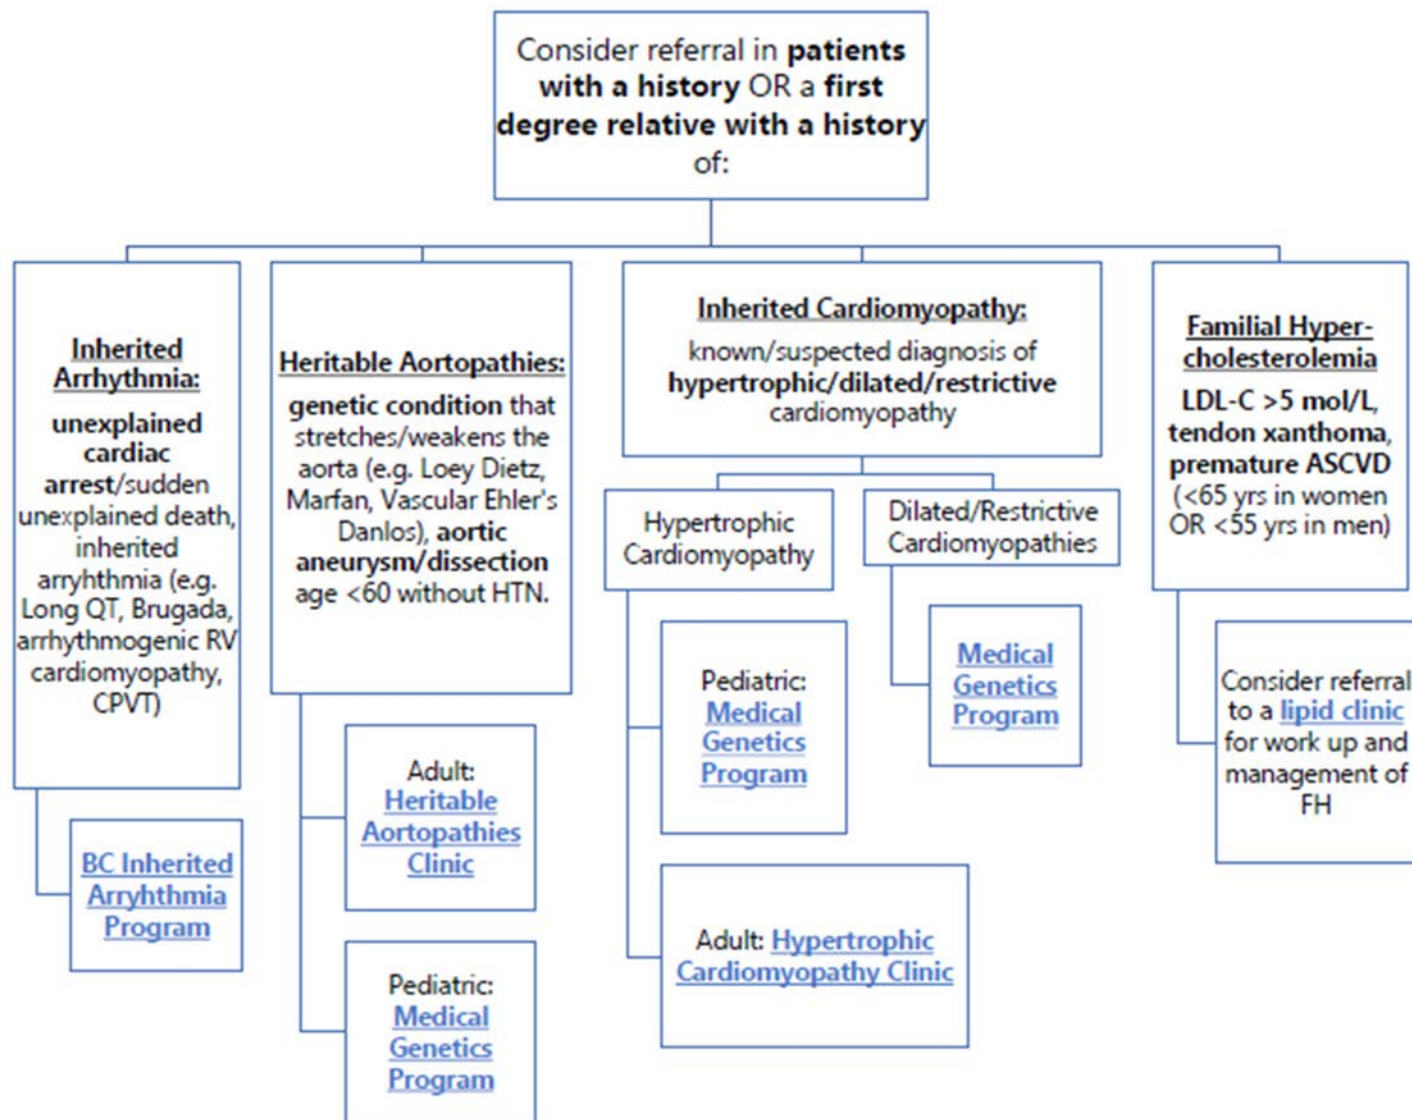 Consider referral in patients
with a history OR a first
degree relative with a history
of:
Inherited
Arrhythmia:
unexplained
cardiac
arrest/sudden
unexplained death,
inherited
arryhthmia (e.g.
Long QT, Brugada,
arrhythmogenic RV
cardiomyopathy,
CPVT)
BC Inherited
Arryhthmia
Program
Heritable Aortopathies:
genetic condition that
stretches/weakens the
aorta (e.g. Loey Dietz,
Marfan, Vascular Ehler's
Danlos), aortic
aneurysm/dissection
age <60 without HTN.
Adult:
Heritable
Aortopathies
Clinic
Pediatric:
Medical
Genetics
Program
Inherited Cardiomyopathy:
known/suspected diagnosis of
hypertrophic/dilated/restrictive
cardiomyopathy
Hypertrophic
Cardiomyopathy
Pediatric:
Medical
Genetics
Program
Adult: Hypertrophic
Cardiomyopathy Clinic
Dilated/Restrictive
Cardiomyopathies
Medical
Genetics
Program
Familial Hyper-
cholesterolemia
LDL-C >5 mol/L,
tendon xanthoma,
premature ASCVD
(<65 yrs in women
OR <55 yrs in men)
Consider referral
to a lipid clinic
for work up and
management of
FH